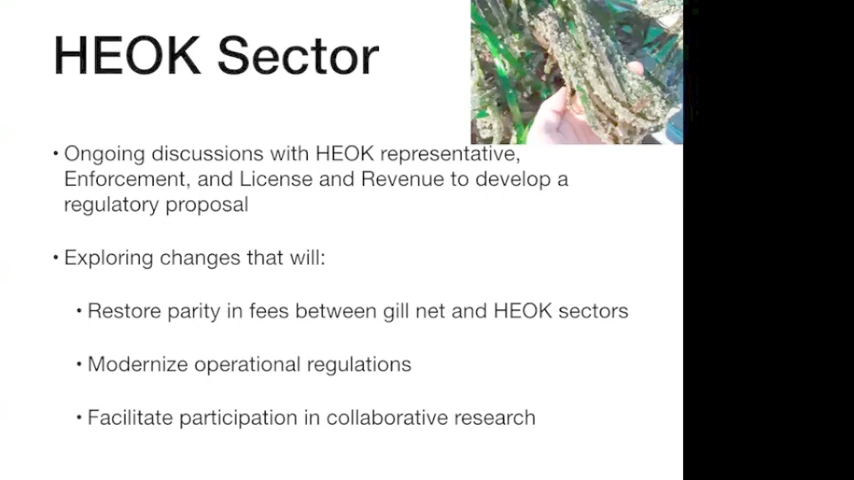 HEOK Sector
• Ongoing discussions with HEOK representative,
Enforcement, and License and Revenue to develop a
regulatory proposal
• Exploring changes that will:
• Restore parity in fees between gill net and HEOK sectors
• Modernize operational regulations
• Facilitate participation in collaborative research